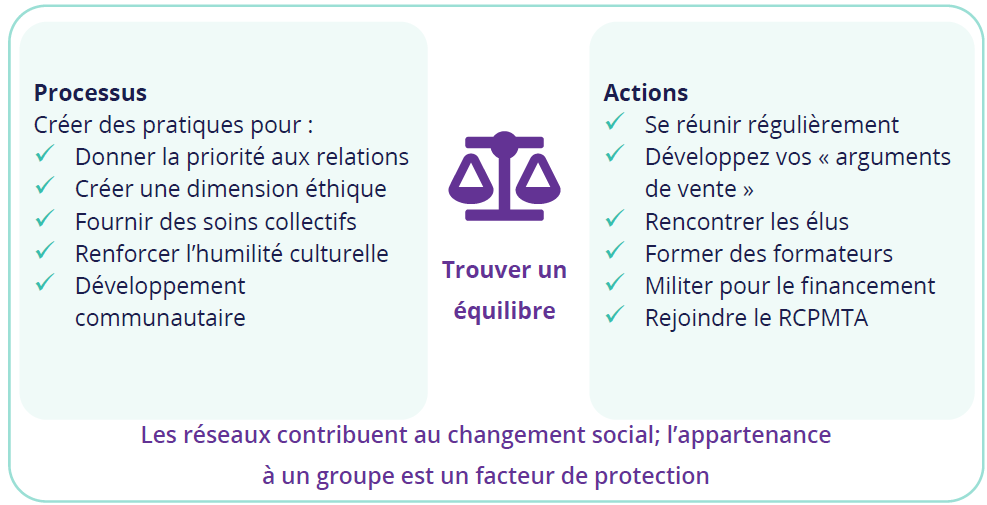 Processus
Créer des pratiques pour :
✓ Donner la priorité aux relations
✓ Créer une dimension éthique
✓ Fournir des soins collectifs
✓ Renforcer l’humilité culturelle
✓ Développement
communautaire
Trouver un
équilibre
Actions
✓ Se réunir régulièrement
✓ Développez vos « arguments
de vente »
✓ Rencontrer les élus
✓ Former des formateurs
✓ Militer pour le financement
✓ Rejoindre le RCPMTA
Les réseaux contribuent au changement social; l’appartenance
à un groupe est un facteur de protection